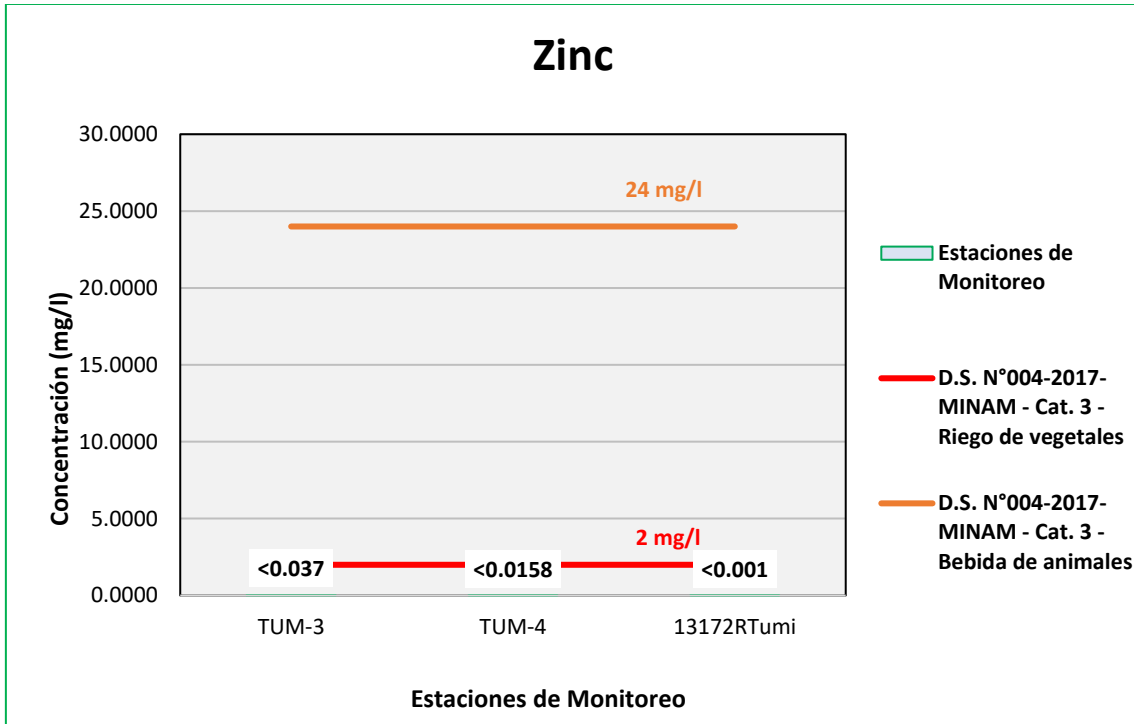 Zinc
30.0000
25.0000
20.0000
15.0000
10.0000
5.0000
0.0000
Concentración (mg/l)
24 mg/l
2 mg/l
<0.037
<0.0158
<0.001
TUM-3
TUM-4
13172RTumi
Estaciones de Monitoreo
Estaciones de
Monitoreo
D.S. N°004-2017-
MINAM - Cat. 3 -
Riego de vegetales
D.S. N°004-2017-
MINAM - Cat. 3 -
Bebida de animales